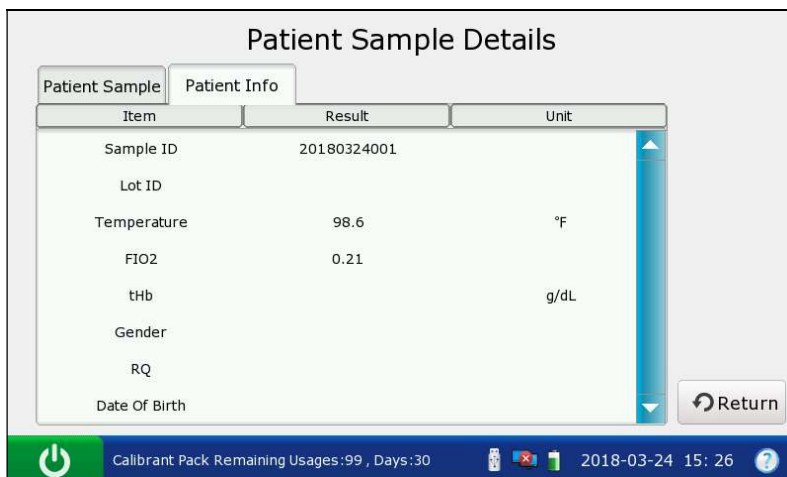 Patient Sample Details
Patient Sample Patient Info
Item Result Unit
Sample ID 20180324001
Lot ID
Temperature 98.6 °F
FIO2 0.21
tHb g/dL
Gender
RQ
Date Of Birth
Return
Calibrant Pack Remaining Usages:99 , Days:30 2018-03-24 15: 26 ?